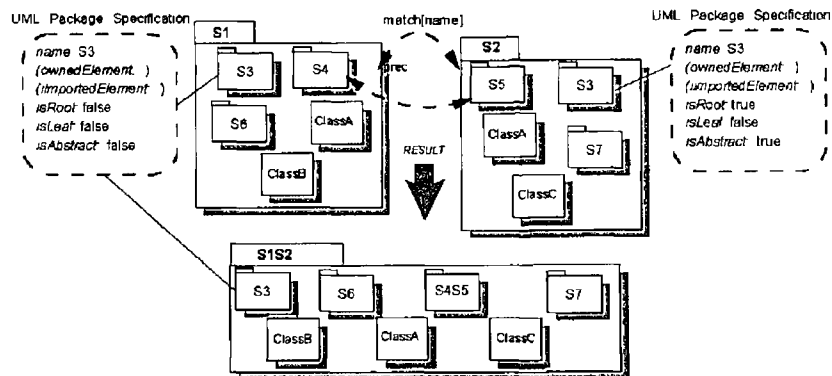 UML Package Specification
name S3
(ownedElement )
(importedElement )
isRoot false
isLeaf false
isAbstract false
S1
S3
S4
S6
ClassA
ClassB
match[name]
prec
RESULT
S2
S5
S3
ClassA
S7
ClassC
UML Package Specification
name S3
(ownedElement )
(importedElement )
isRoot true
isLeaf false
isAbstract true
S1S2
S3
S6
S4S5
S7
ClassB
ClassA
ClassC